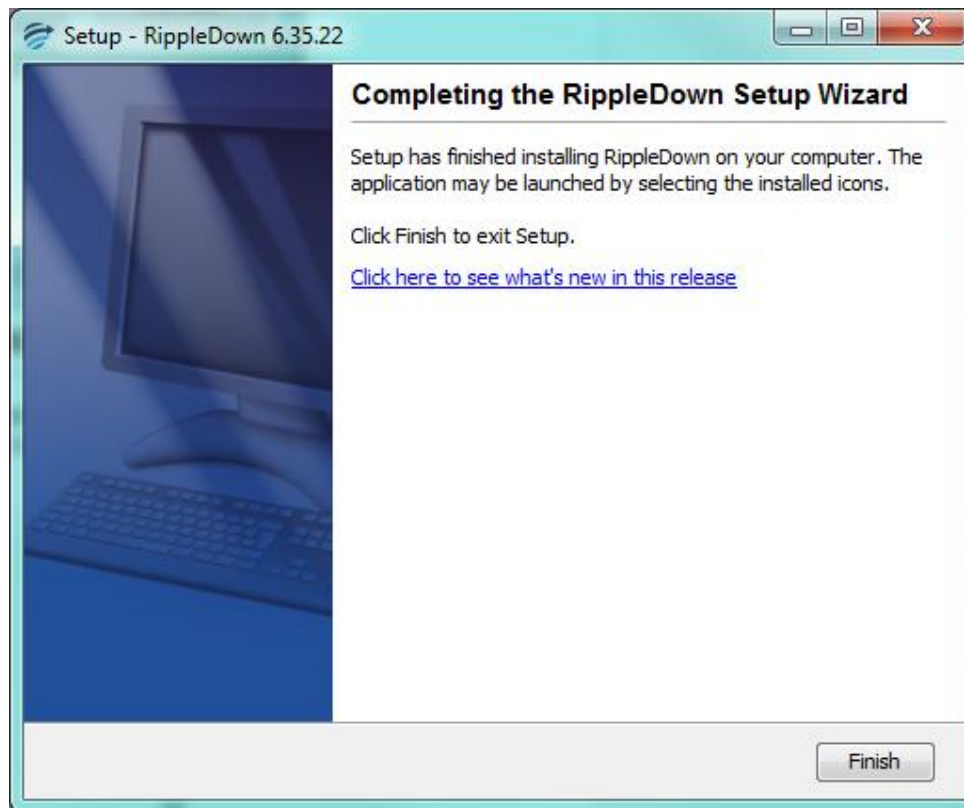 Setup - RippleDown 6.35.22
Completing the RippleDown Setup Wizard
Setup has finished installing RippleDown on your computer. The
application may be launched by selecting the installed icons.
Click Finish to exit Setup.
Click here to see what's new in this release
Finish